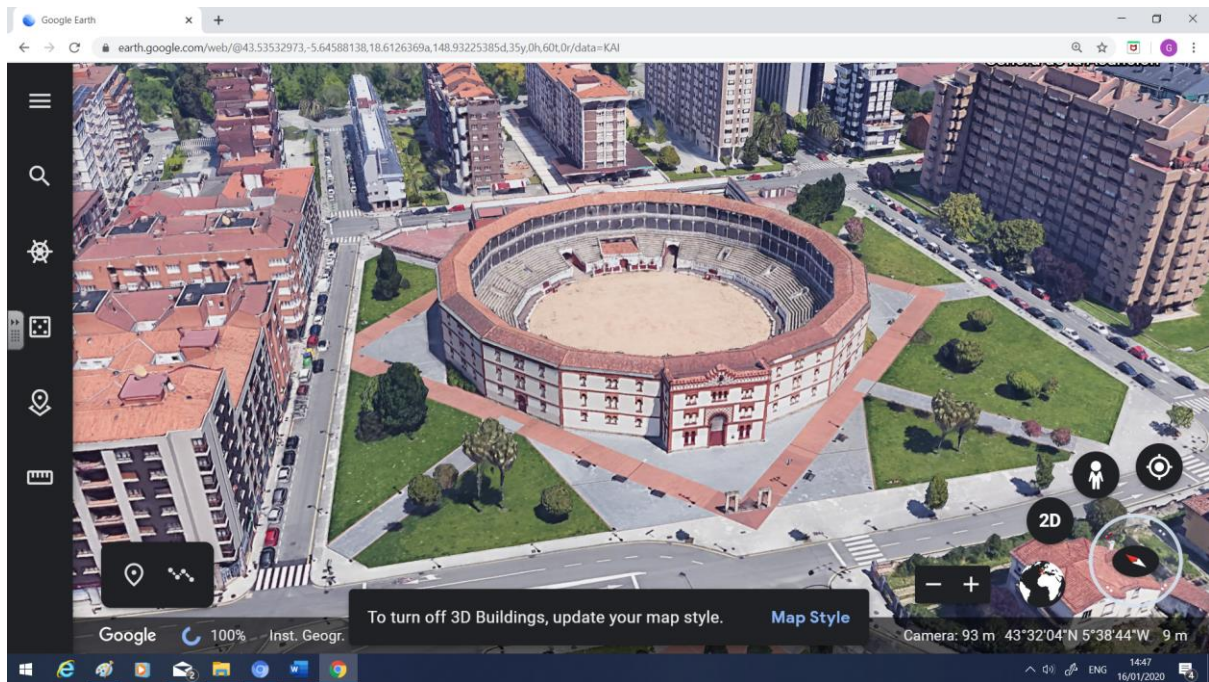 Google Earth
earth.google.com/web/@43.53532973,-5.64588138,18.6126369a,148.93225385d,35y,0h,60t,0r/data=KAI
G
2D
To turn off 3D Buildings, update your map style. Map Style
Google 100% Inst. Geogr. Camera: 93 m 43°32'04"N 5°38'44"W 9 m
ENG 14:47
16/01/2020